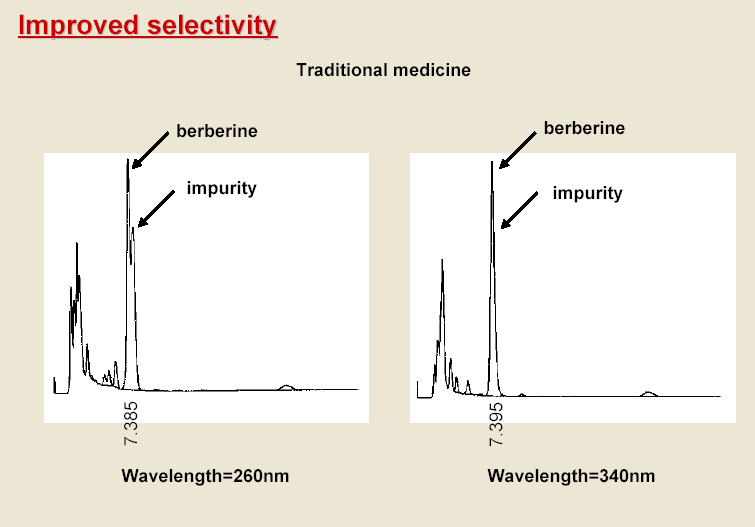 Improved selectivity
Traditional medicine
berberine
impurity
7.385
Wavelength=260nm
berberine
impurity
7.395
Wavelength=340nm